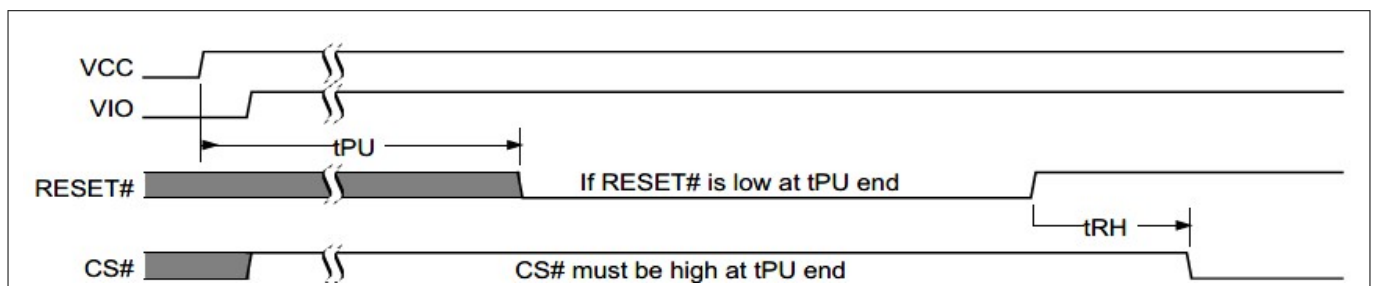 VCC
VIO
tPU
RESET#
If RESET# is low at tPU end
tRH
CS#
CS# must be high at tPU end